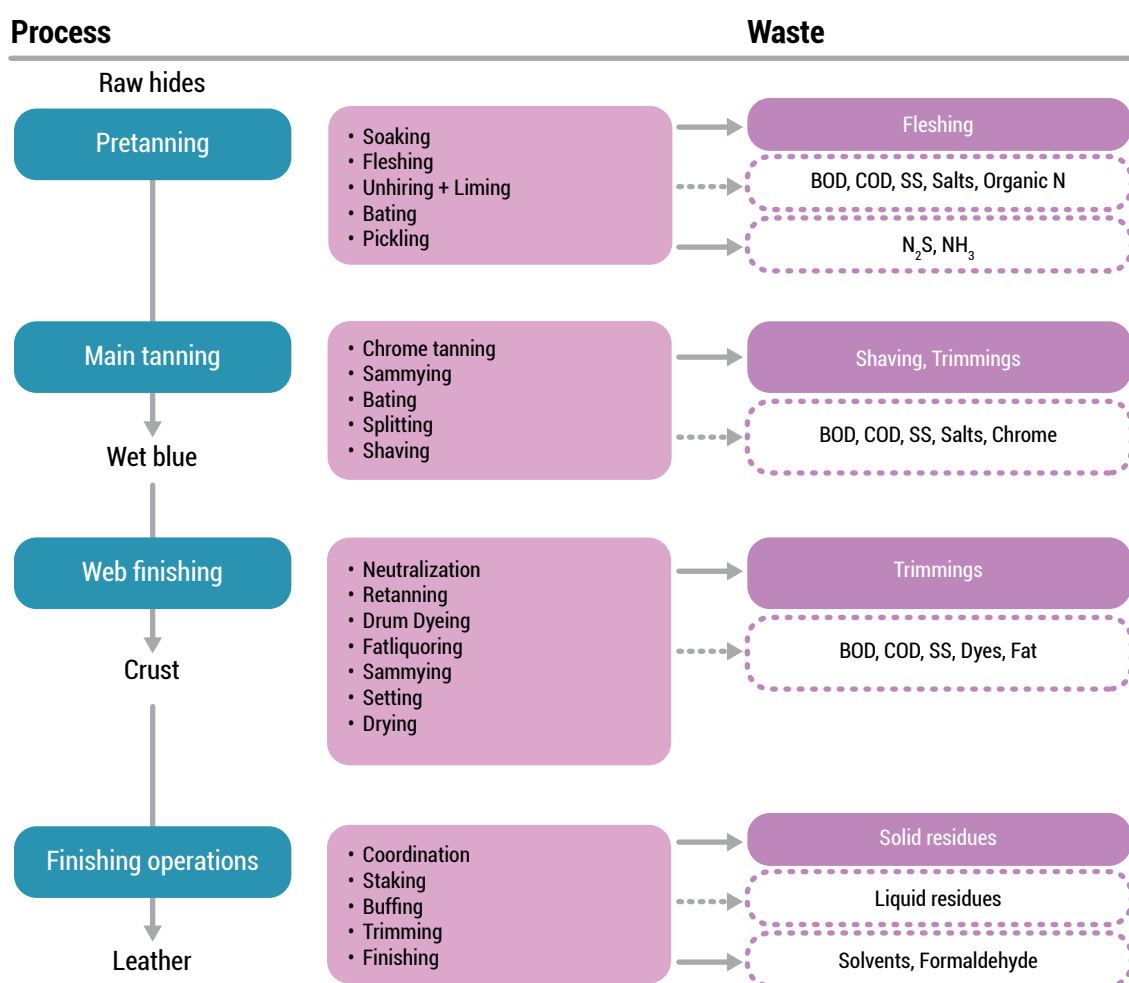 Process
Waste
Raw hides
Pretanning
• Soaking
• Fleshing
• Unhiring + Liming
• Bating
• Pickling
Fleshing
BOD, COD, SS, Salts, Organic N
N₂S, NH₃
Main tanning
• Chrome tanning
• Sammying
• Bating
• Splitting
• Shaving
Shaving, Trimmings
BOD, COD, SS, Salts, Chrome
Wet blue
Web finishing
• Neutralization
• Retanning
• Drum Dyeing
• Fatliquoring
• Sammying
• Setting
• Drying
Trimmings
BOD, COD, SS, Dyes, Fat
Crust
Finishing operations
• Coordination
• Staking
• Buffing
• Trimming
• Finishing
Solid residues
Liquid residues
Solvents, Formaldehyde
Leather